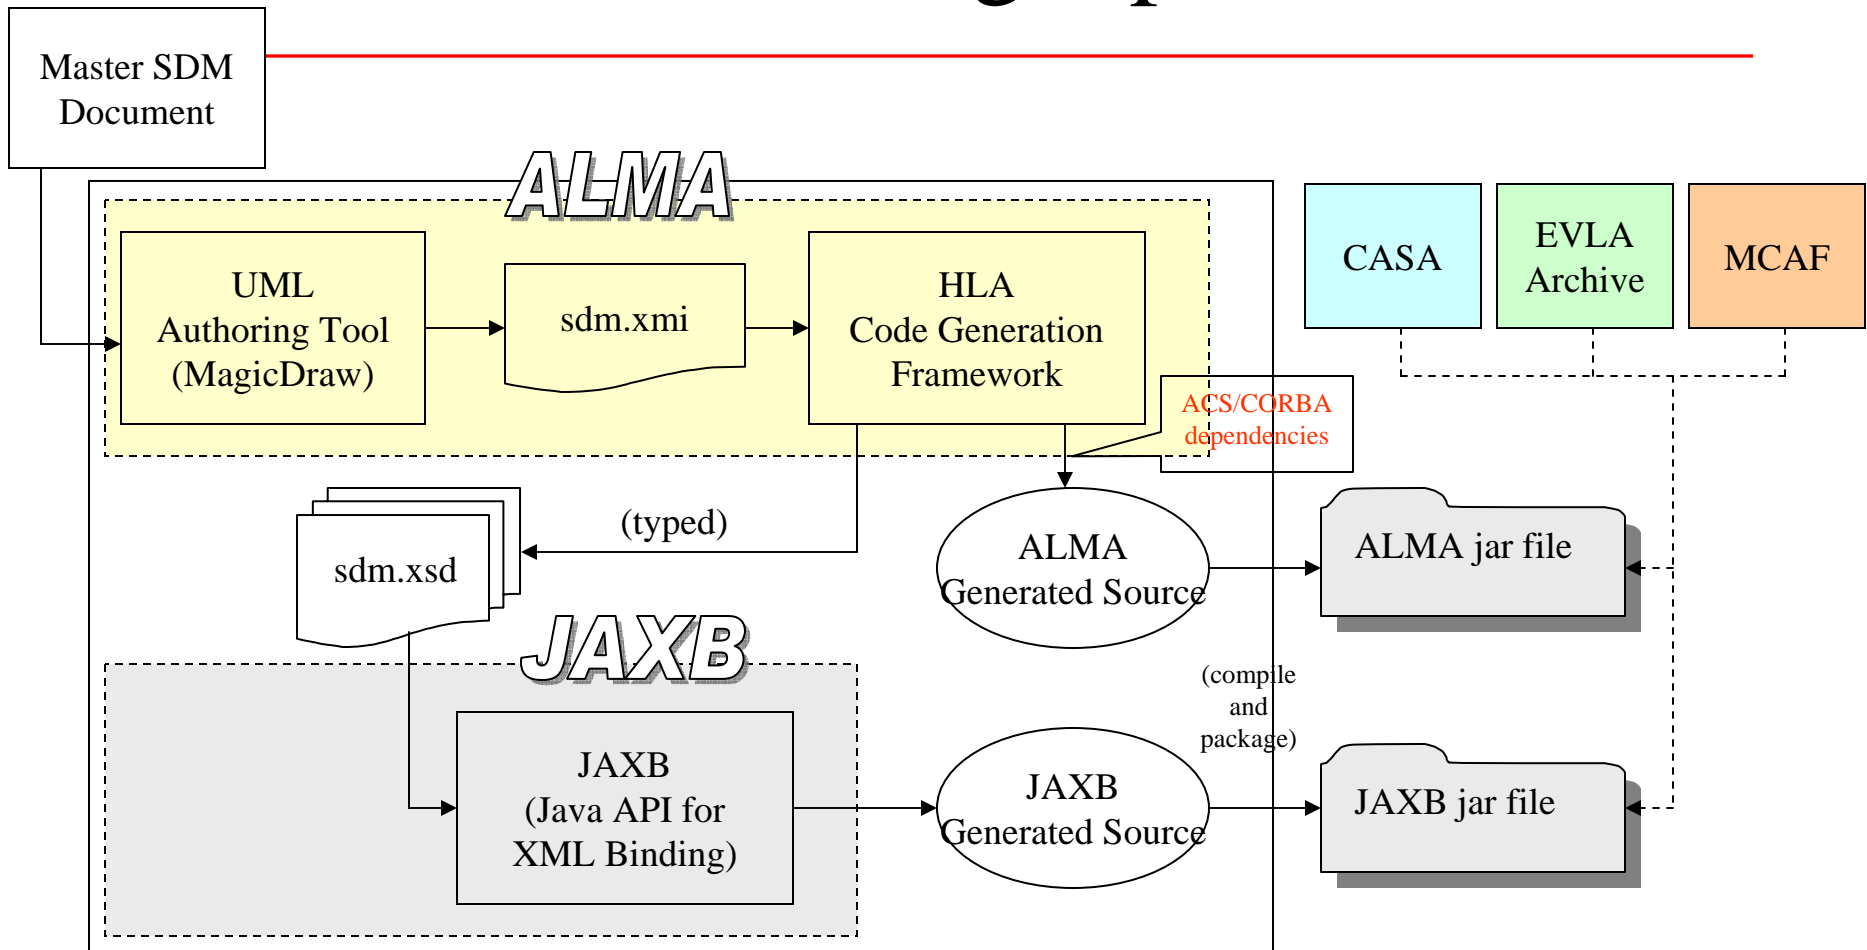 Master SDM
Document
ALMA
UML
Authoring Tool
(MagicDraw)
sdm.xmi
HLA
Code Generation
Framework
CASA
EVLA
Archive
MCAF
ACS/CORBA
dependencies
(typed)
sdm.xsd
ALMA
Generated Source
ALMA jar file
JAXB
(compile
and
package)
JAXB
(Java API for
XML Binding)
JAXB
Generated Source
JAXB jar file